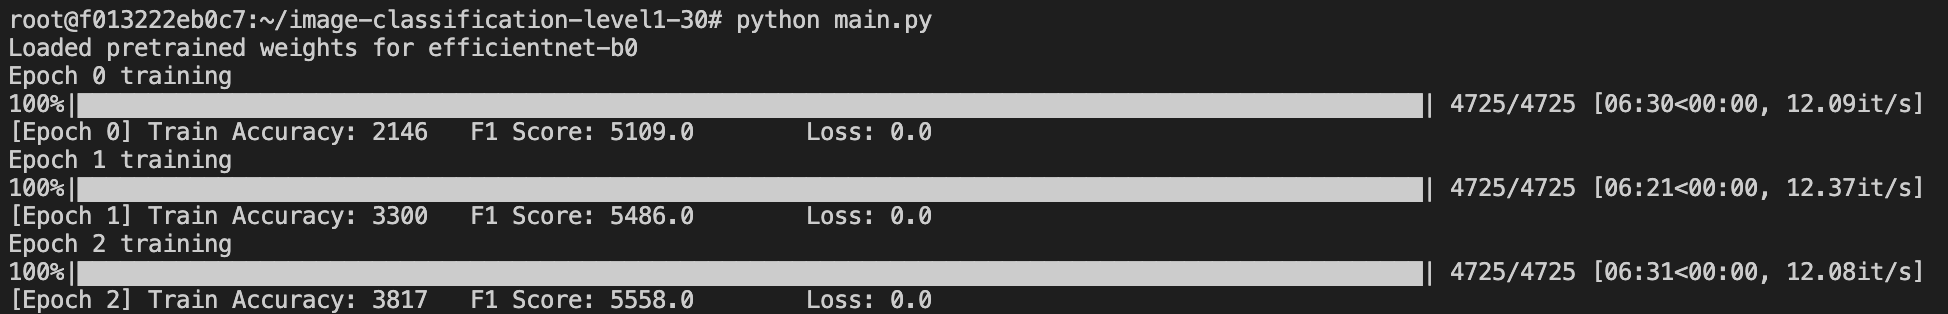 root@f013222eb0c7:~/image-classification-level1-30# python main.py
Loaded pretrained weights for efficientnet-b0
Epoch 0 training
100%|██████████| 4725/4725 [06:30<00:00, 12.09it/s]
[Epoch 0] Train Accuracy: 2146   F1 Score: 5109.0        Loss: 0.0
Epoch 1 training
100%|██████████| 4725/4725 [06:21<00:00, 12.37it/s]
[Epoch 1] Train Accuracy: 3300   F1 Score: 5486.0        Loss: 0.0
Epoch 2 training
100%|██████████| 4725/4725 [06:31<00:00, 12.08it/s]
[Epoch 2] Train Accuracy: 3817   F1 Score: 5558.0        Loss: 0.0